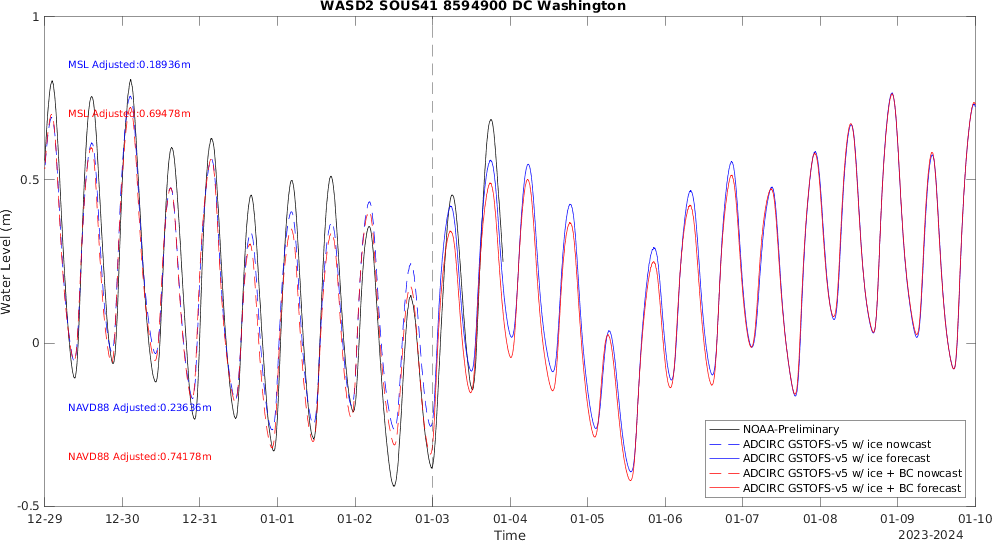 WASD2 SOUS41 8594900 DC Washington
1
0.5
0
-0.5
Water Level (m)
MSL Adjusted:0.18936m
MSL Adjusted:0.69478m
NAVD88 Adjusted:0.23636m
NAVD88 Adjusted:0.74178m
NOAA-Preliminary
ADCIRC GSTOFS-v5 w/ ice nowcast
ADCIRC GSTOFS-v5 w/ ice forecast
ADCIRC GSTOFS-v5 w/ ice + BC nowcast
ADCIRC GSTOFS-v5 w/ ice + BC forecast
12-29 12-30 12-31 01-01 01-02 01-03 01-04 01-05 01-06 01-07 01-08 01-09 01-10
Time
2023-2024